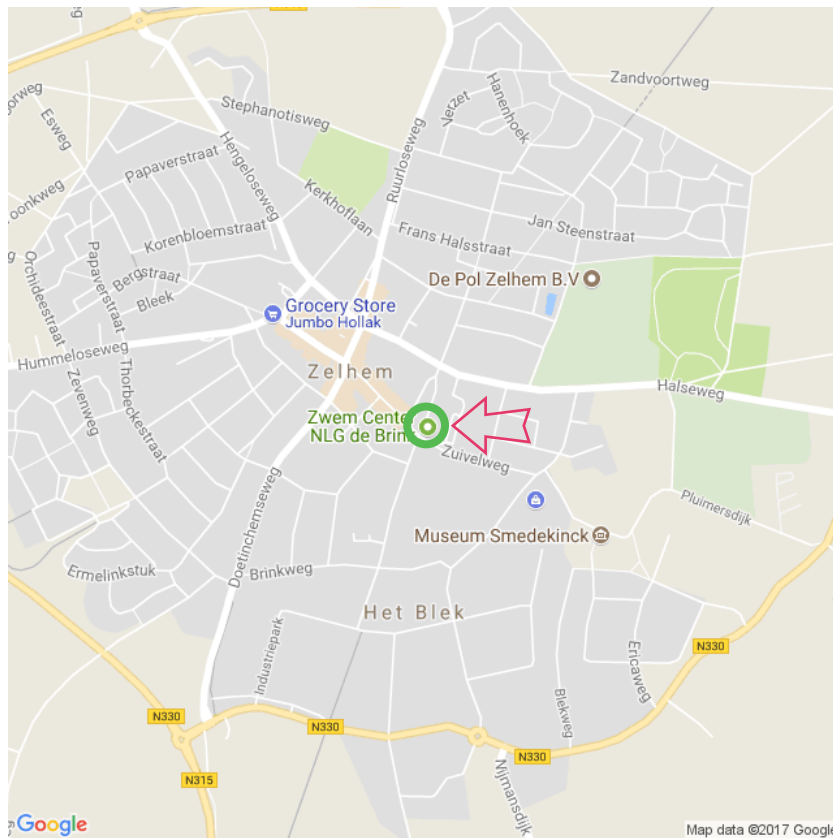 Zandvoortweg
Hanenhoek
Netzet
Stephanotisweg
Esweg
Ruurloseweg
Hengeloseweg
Papaverstraat
Kerkhoflaan
Jan Steenstraat
Frans Halsstraat
Korenbloemstraat
Orchideestraat
Papaverstraat
Bergstraat
Bleek
De Pol Zelhem B.V
Grocery Store
Jumbo Hollak
Hummeloseweg
Zelhem
Halseweg
Zevenweg
Thorbeckestraat
Zwem Cente
NLG de Brin
Zuivelweg
Doetinchemseweg
Pluimersdijk
Museum Smedekinck
Ermelinkstuk
Brinkweg
Het Blek
Industriepark
Ericaweg
N330
Blekweg
N330
N330
N330
N315
Nijmansdijk
Google
Map data ©2017 Google